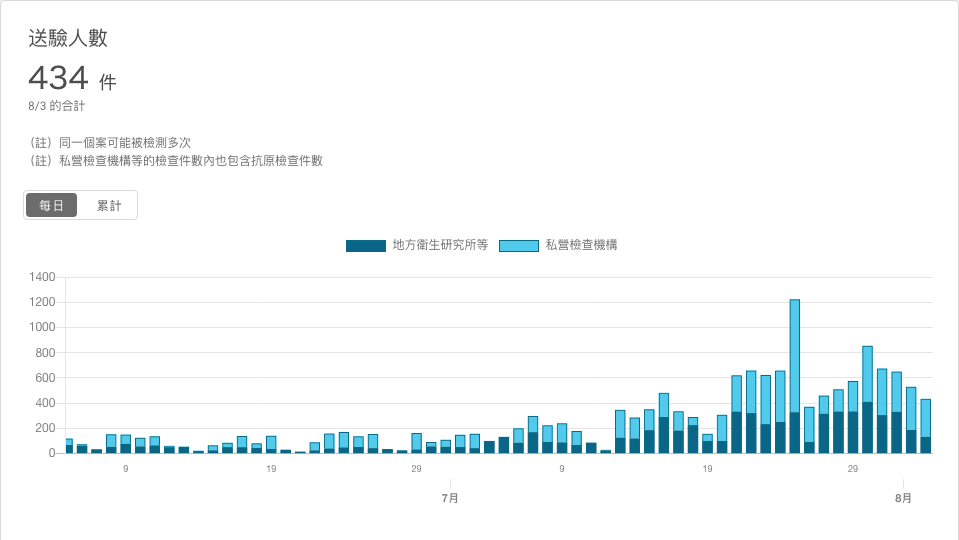 送驗人數
434 件
8/3 的合計
（註）同一個案可能被檢測多次
（註）私營檢查機構等的檢查件數內也包含抗原檢查件數
每日 累計
地方衛生研究所等 私營檢查機構
1400
1200
1000
800
600
400
200
0
9 19 29 9 19 29
7月 8月